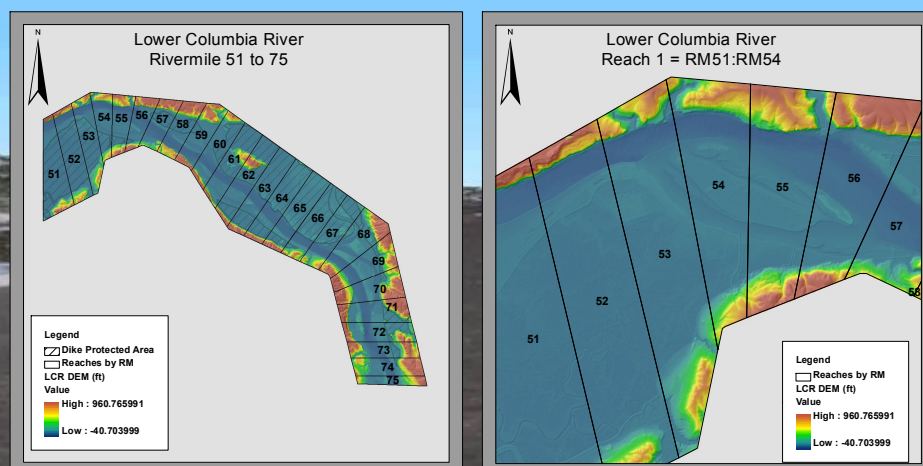 N
Lower Columbia River
Rivermile 51 to 75
51
52
53
54
55
56
57
58
59
60
61
62
63
64
65
66
67
68
69
70
71
72
73
74
75
Legend
Dike Protected Area
Reaches by RM
LCR DEM (ft)
Value
High : 960.765991
Low : -40.703999
N
Lower Columbia River
Reach 1 = RM51:RM54
51
52
53
54
55
56
57
58
Legend
Reaches by RM
LCR DEM (ft)
Value
High : 960.765991
Low : -40.703999